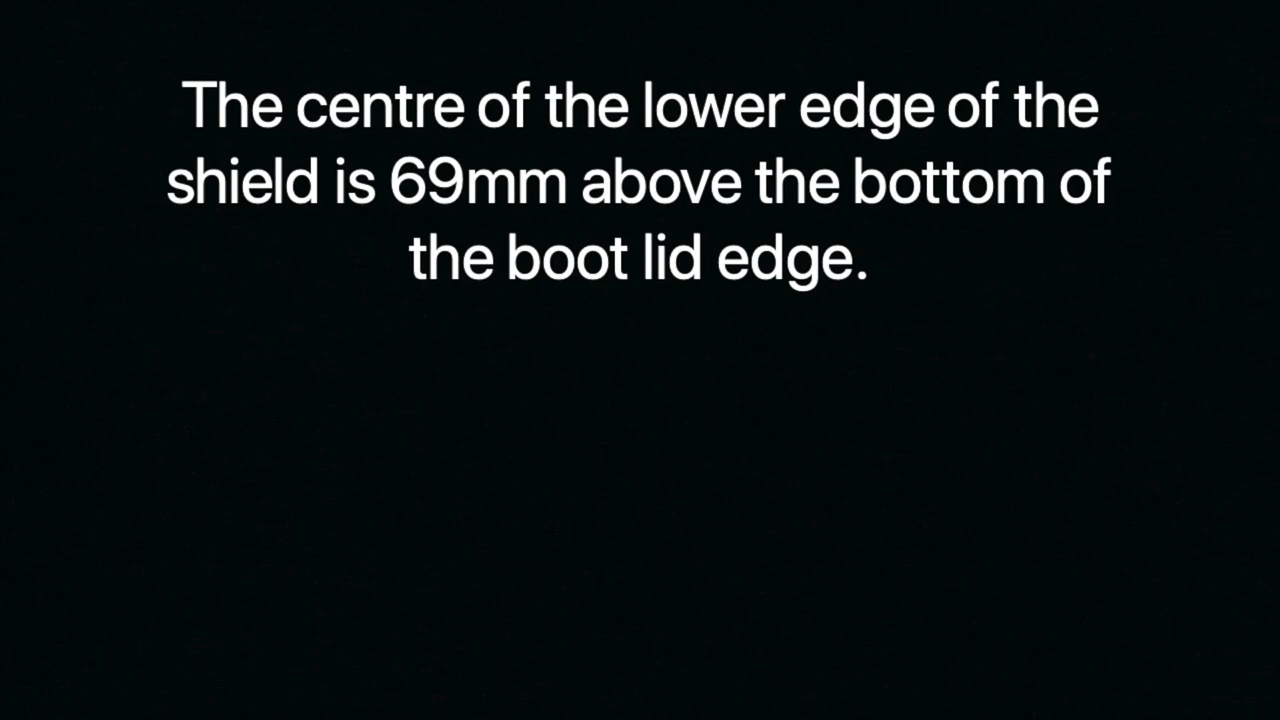 The centre of the lower edge of the
shield is 69mm above the bottom of
the boot lid edge.